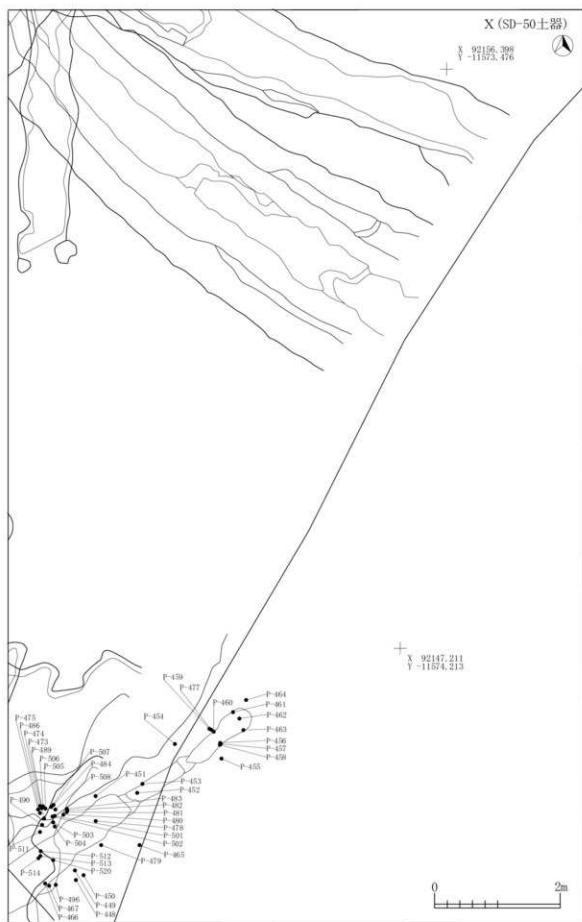 X (SD-50土器)
X 92156.398
Y -11573.476
X 92147.211
Y -11574.213
P-459
P-477
P-460
P-464
P-461
P-462
P-454
P-463
P-456
P-457
P-458
P-455
P-475
P-486
P-474
P-473
P-489
P-506
P-505
P-507
P-484
P-508
P-451
P-453
P-452
P-490
P-483
P-482
P-481
P-480
P-478
P-501
P-502
P-503
P-504
P-465
P-479
P-511
P-512
P-513
P-520
P-514
P-496
P-467
P-466
P-450
P-449
P-448
0
2m